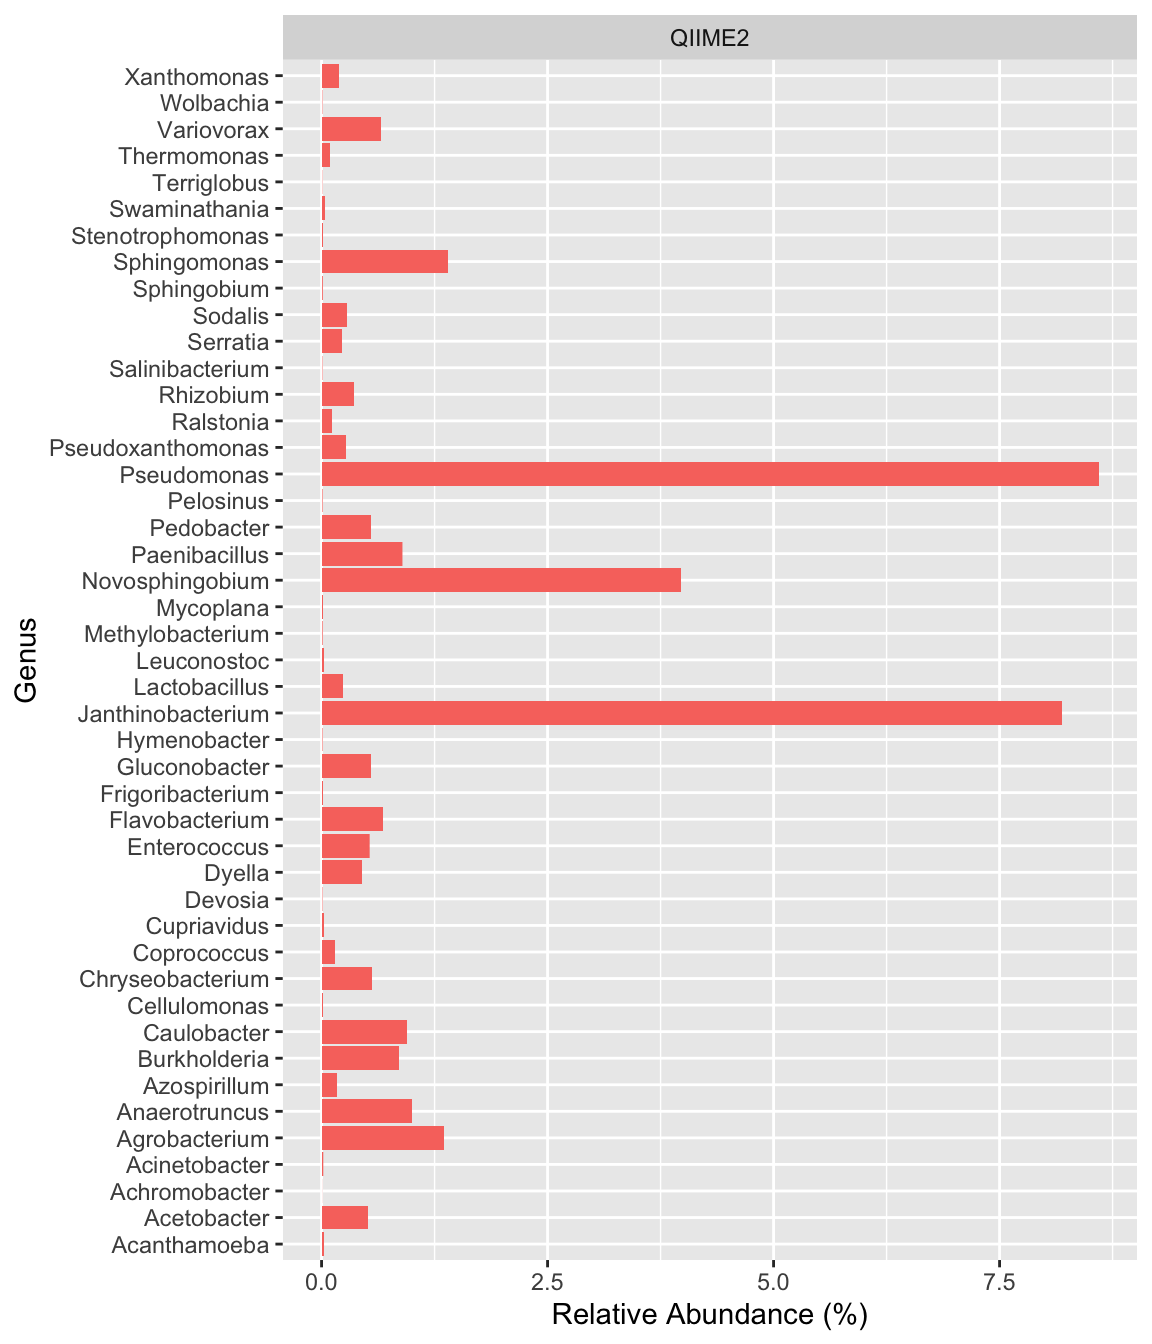 QIIME2
Xanthomonas
Wolbachia
Variovorax
Thermomonas
Terriglobus
Swaminathania
Stenotrophomonas
Sphingomonas
Sphingobium
Sodalis
Serratia
Salinibacterium
Rhizobium
Ralstonia
Pseudoxanthomonas
Pseudomonas
Pelosinus
Pedobacter
Paenibacillus
Novosphingobium
Mycoplana
Methylobacterium
Leuconostoc
Lactobacillus
Janthinobacterium
Hymenobacter
Gluconobacter
Frigoribacterium
Flavobacterium
Enterococcus
Dyella
Devosia
Cupriavidus
Coprococcus
Chryseobacterium
Cellulomonas
Caulobacter
Burkholderia
Azospirillum
Anaerotruncus
Agrobacterium
Acinetobacter
Achromobacter
Acetobacter
Acanthamoeba
Genus
0.0 2.5 5.0 7.5
Relative Abundance (%)